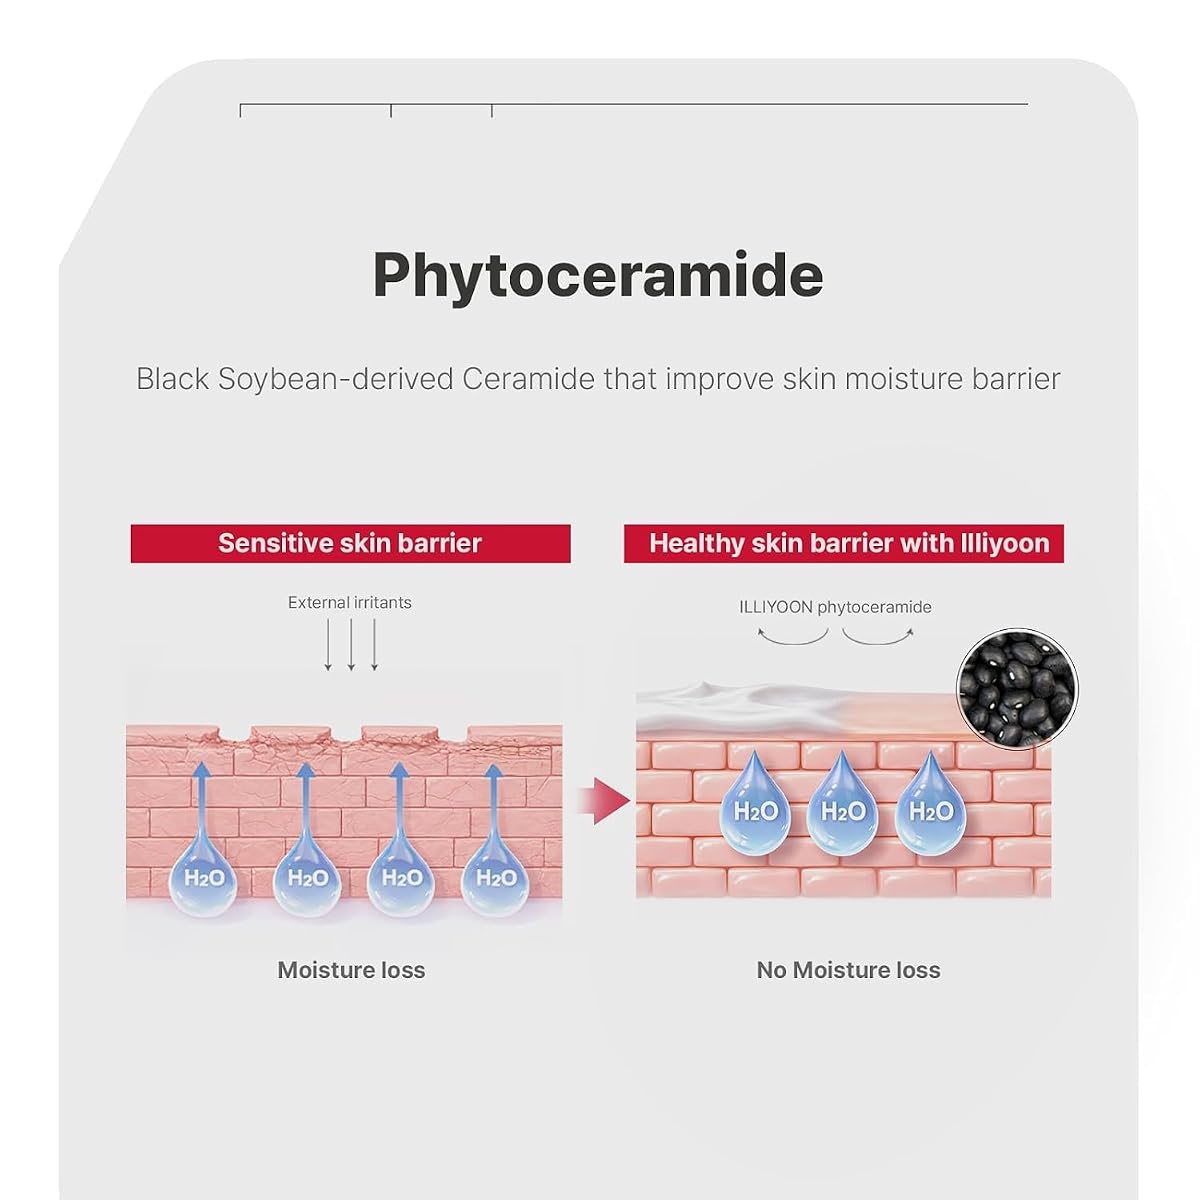 Phytoceramide
Black Soybean-derived Ceramide that improve skin moisture barrier
Sensitive skin barrier
External irritants
H2O
H2O
H2O
H2O
Moisture loss
Healthy skin barrier with Illiyoon
ILLIYOON phytoceramide
H2O
H2O
H2O
No Moisture loss